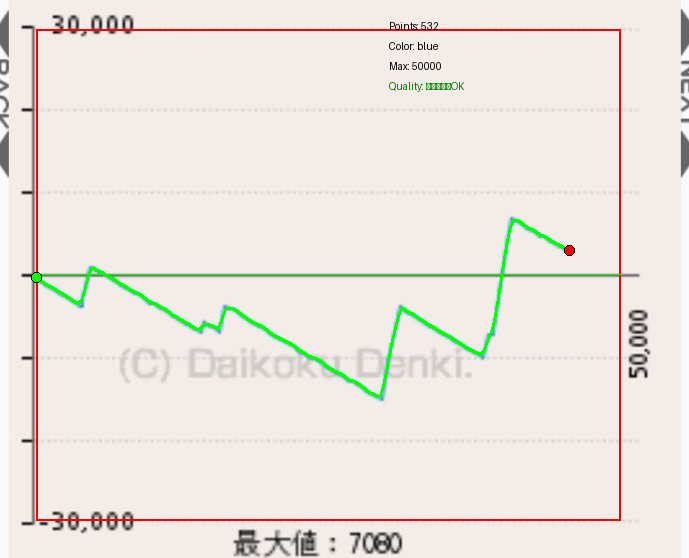 30,000
Points: 532
Color: blue
Max: 50000
Quality: OK
BACK
NEXT
50,000
(C) Daikoku Denki.
-30,000
最大値：7080